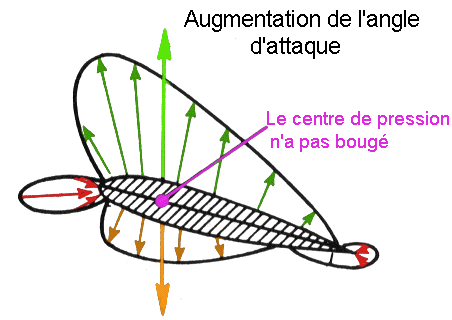 Augmentation de l'angle
d'attaque
Le centre de pression
n'a pas bougé